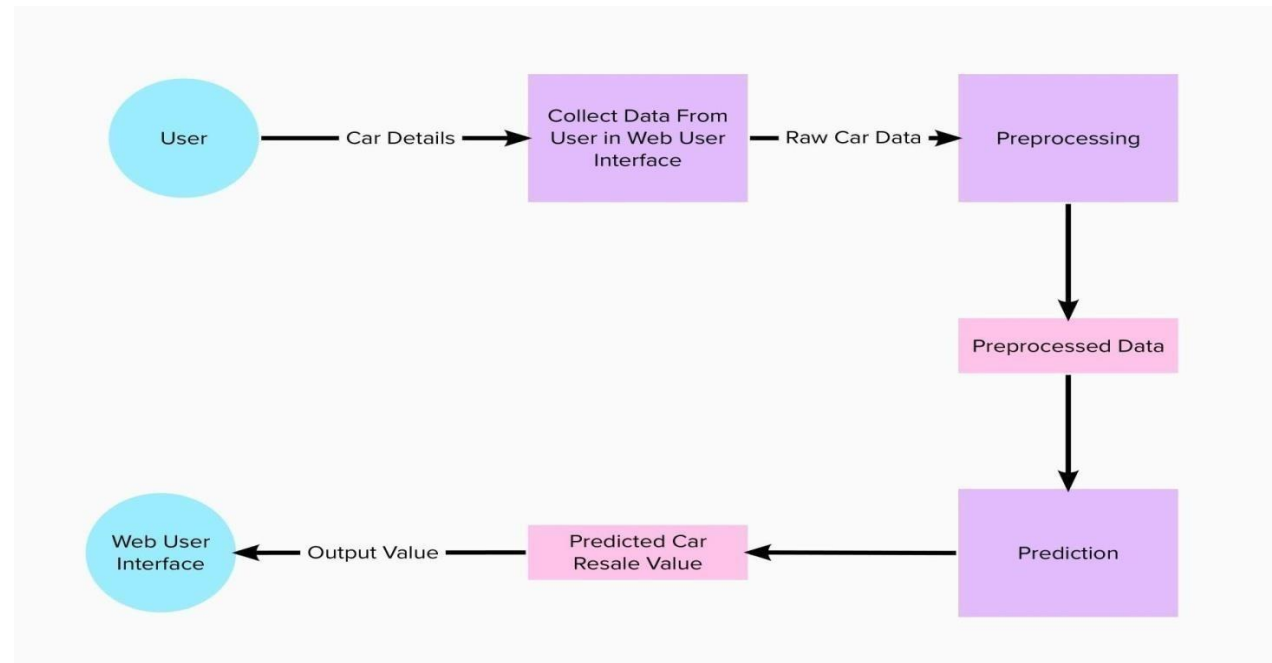 User
Car Details
Collect Data From
User in Web User
Interface
Raw Car Data
Preprocessing
Preprocessed Data
Prediction
Predicted Car
Resale Value
Output Value
Web User
Interface